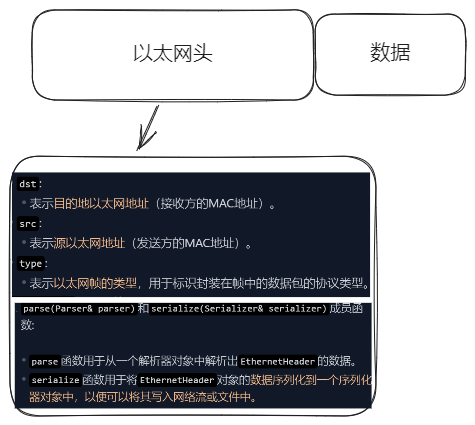 以太网头
数据
dst：
表示目的地以太网地址（接收方的MAC地址）。
src：
表示源以太网地址（发送方的MAC地址）。
type：
表示以太网帧的类型，用于标识封装在帧中的数据包的协议类型。
parse(Parser& parser) 和 serialize(Serializer& serializer) 成员函
数:
parse 函数用于从一个解析器对象中解析出 EthernetHeader 的数据。
serialize 函数用于将 EthernetHeader 对象的数据序列化到一个序列化
器对象中，以便可以将其写入网络流或文件中。